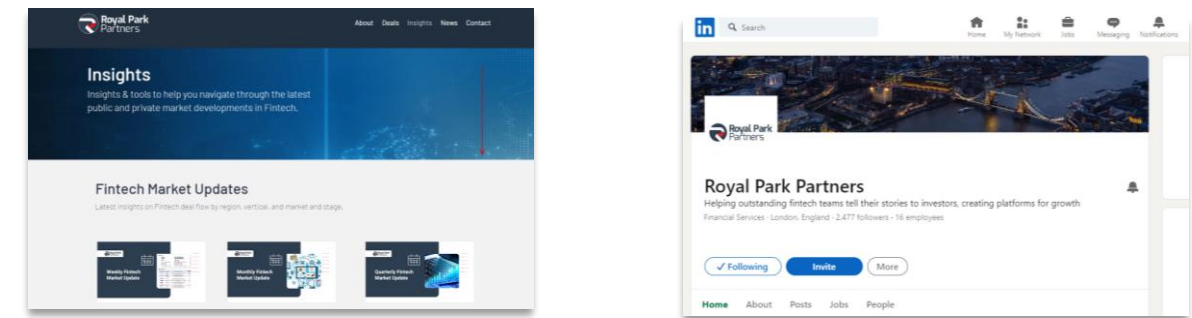 Royal Park
Partners
About Deals Insights News Contact
Insights
Insights & tools to help you navigate through the latest
public and private market developments in Fintech.
Fintech Market Updates
Latest insights on Fintech deal flow by region, vertical, and market and stage.
Weekly Fintech
Market Update
Monthly Fintech
Market Update
Quarterly Fintech
Market Update
in
Search
Home My Network Jobs Messaging Notifications
Royal Park
Partners
Royal Park Partners
Helping outstanding fintech teams tell their stories to investors, creating platforms for growth
Financial Services · London, England · 2,477 followers · 16 employees
✓ Following Invite More
Home About Posts Jobs People